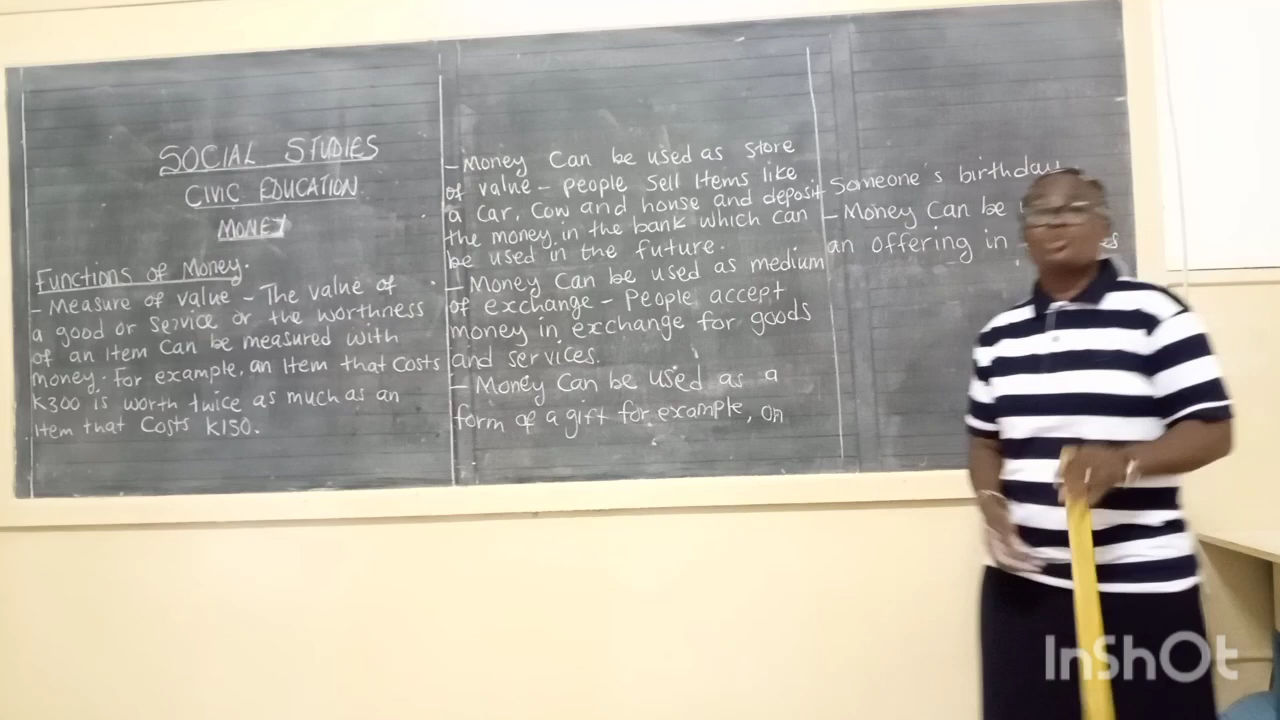 SOCIAL STUDIES
CIVIC EDUCATION
MONEY
Functions of Money.
- Measure of value - The value of
a good or service or the worthness
of an Item can be measured with
money. For example, an Item that costs
K300 is worth twice as much as an
Item that Costs K150.
- Money Can be used as store
of value - people sell Items like
a car, cow and house and deposit
the money in the bank which can
be used in the future.
- Money Can be used as medium
of exchange - People accept
money in exchange for goods
and services.
- Money Can be used as a
form of a gift for example, on
Someone's birthday
- Money Can be
an offering in
InShOt